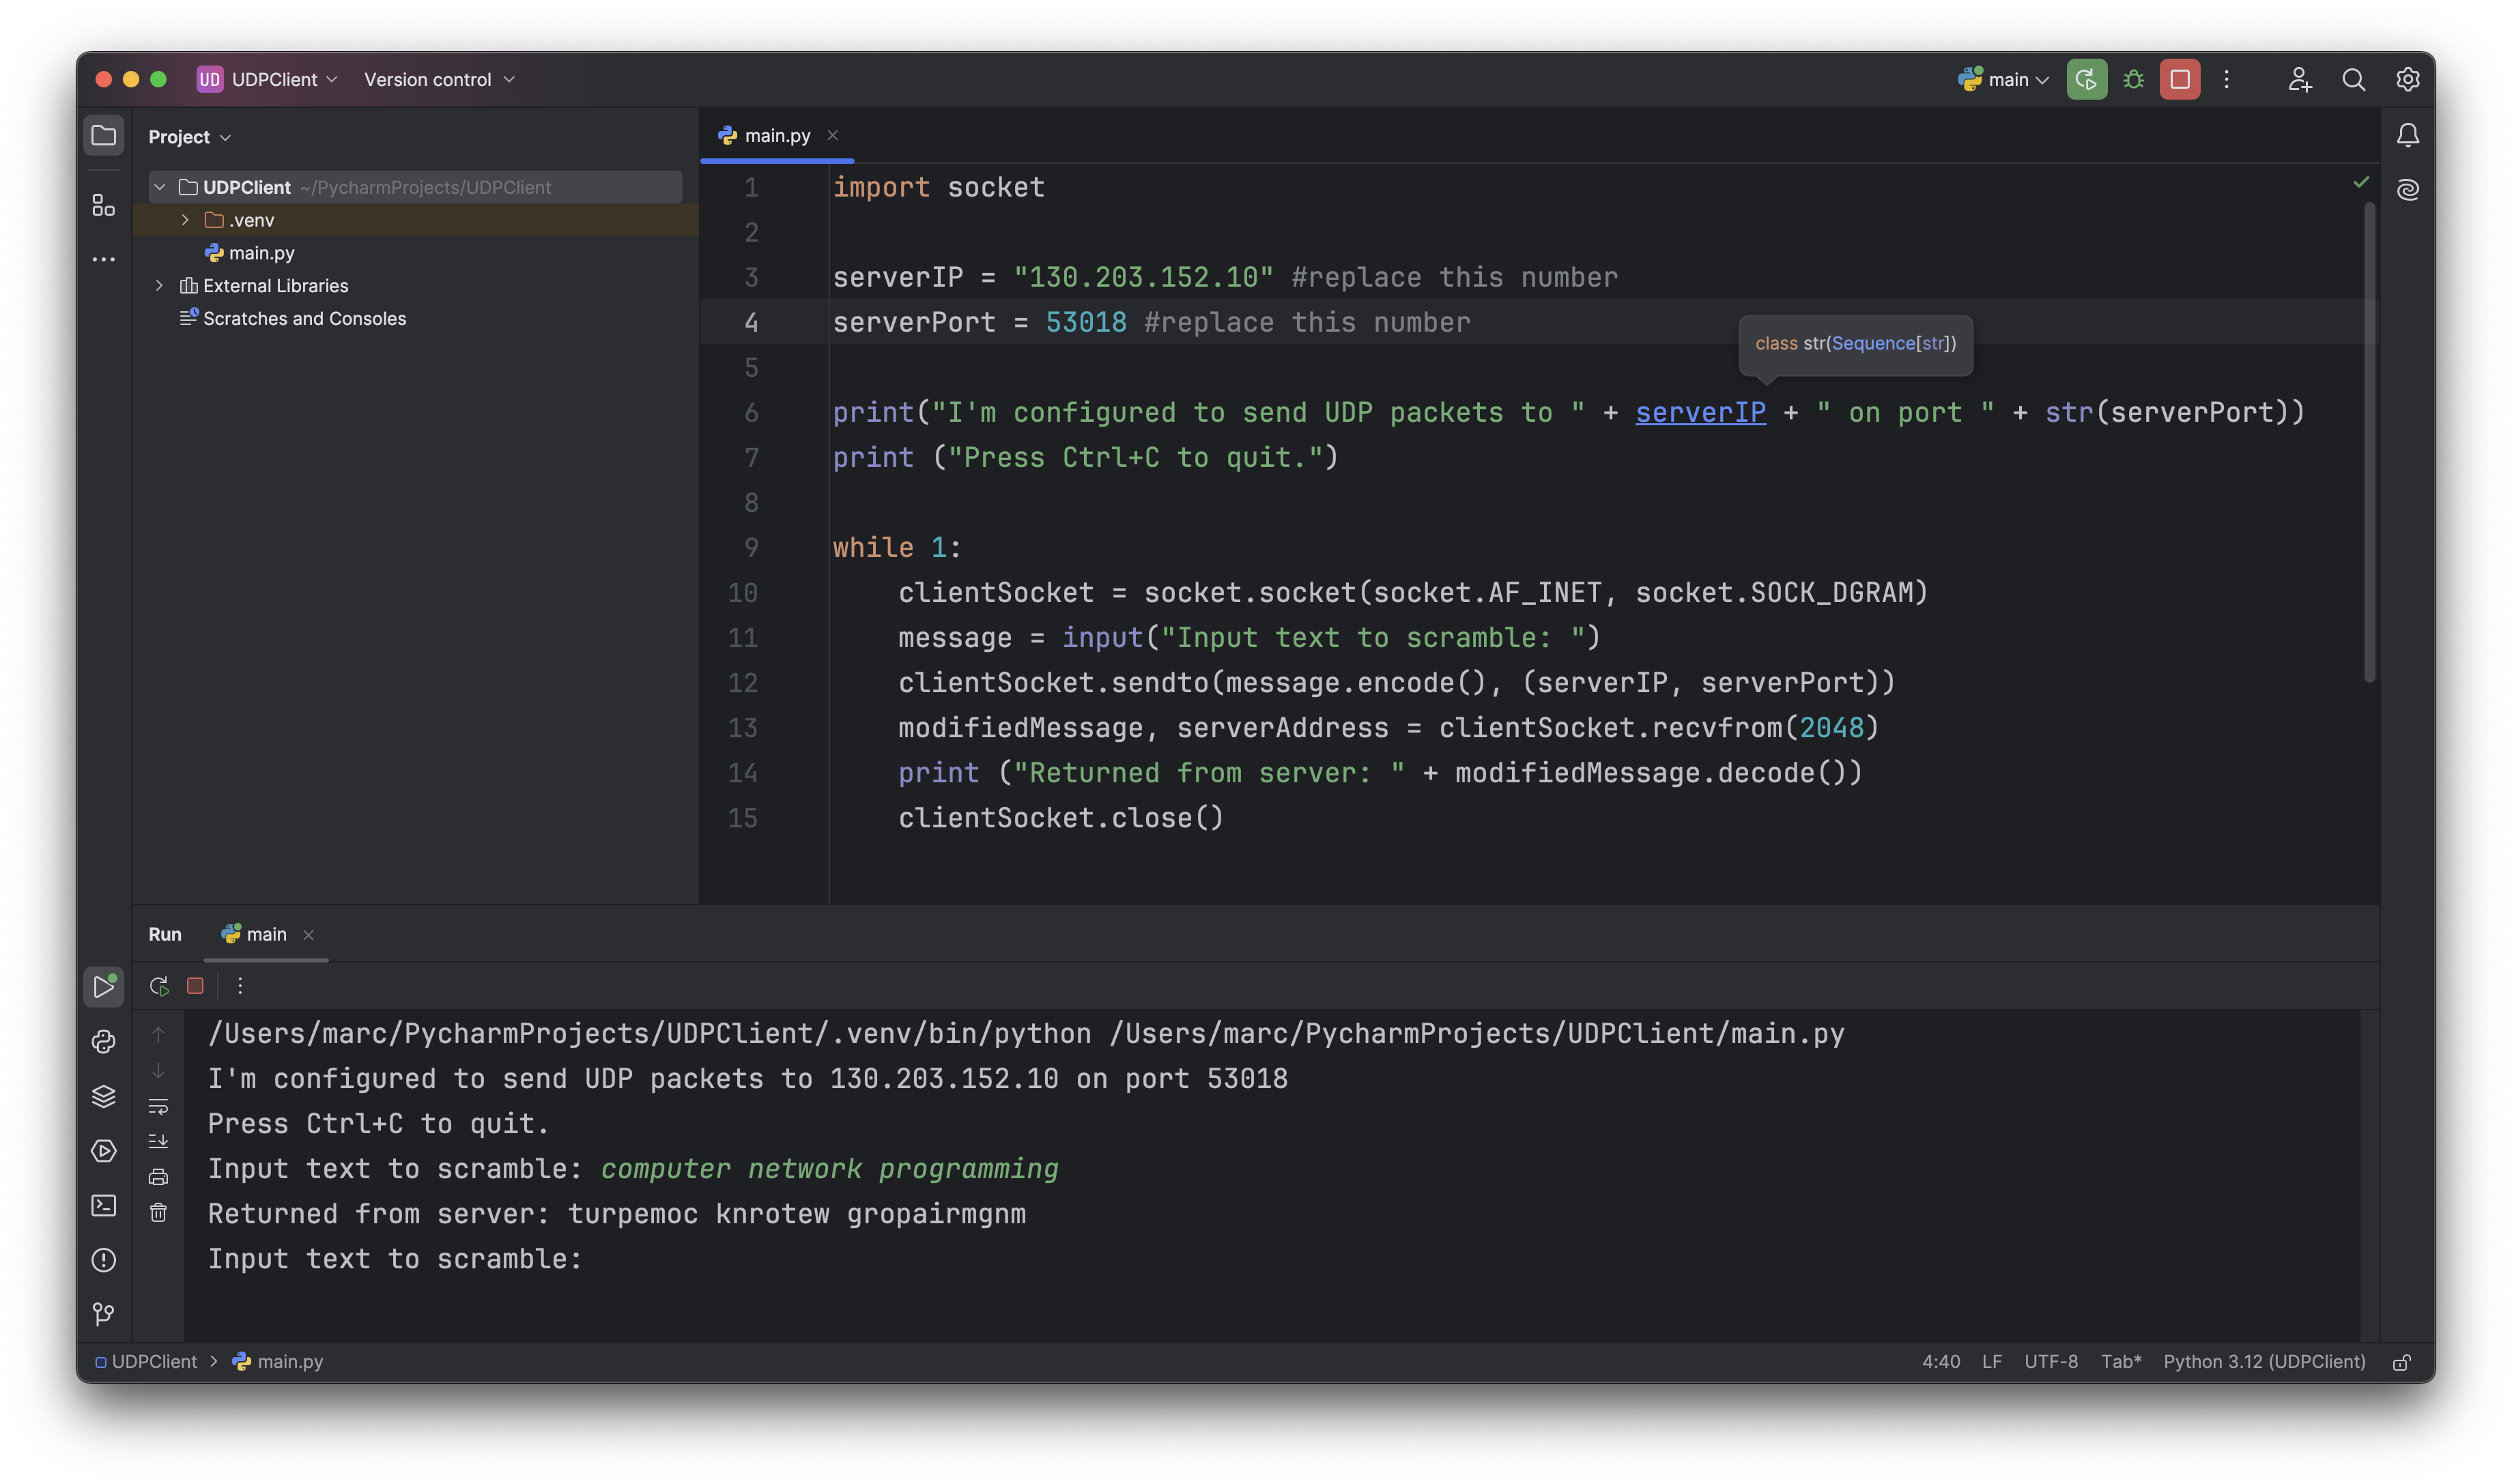 UD UDPClient Version control main
Project
UDPClient ~/PycharmProjects/UDPClient
.venv
main.py
External Libraries
Scratches and Consoles
main.py
1 import socket
2
3 serverIP = "130.203.152.10" #replace this number
4 serverPort = 53018 #replace this number
class str(Sequence[str])
5
6 print("I'm configured to send UDP packets to " + serverIP + " on port " + str(serverPort))
7 print ("Press Ctrl+C to quit.")
8
9 while 1:
10 clientSocket = socket.socket(socket.AF_INET, socket.SOCK_DGRAM)
11 message = input("Input text to scramble: ")
12 clientSocket.sendto(message.encode(), (serverIP, serverPort))
13 modifiedMessage, serverAddress = clientSocket.recvfrom(2048)
14 print ("Returned from server: " + modifiedMessage.decode())
15 clientSocket.close()
Run main
/Users/marc/PycharmProjects/UDPClient/.venv/bin/python /Users/marc/PycharmProjects/UDPClient/main.py
I'm configured to send UDP packets to 130.203.152.10 on port 53018
Press Ctrl+C to quit.
Input text to scramble: computer network programming
Returned from server: turpemoc knrotew gropairmgnm
Input text to scramble:
UDPClient > main.py 4:40 LF UTF-8 Tab* Python 3.12 (UDPClient)